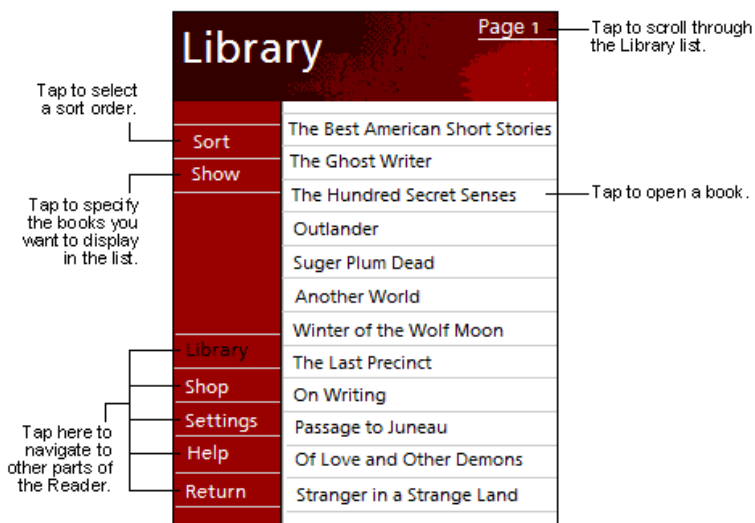 Library
Page 1
Tap to scroll through
the Library list.
Tap to select
a sort order.
Sort
Show
Tap to specify
the books you
want to display
in the list.
The Best American Short Stories
The Ghost Writer
The Hundred Secret Senses
Tap to open a book.
Outlander
Suger Plum Dead
Another World
Winter of the Wolf Moon
The Last Precinct
On Writing
Passage to Juneau
Of Love and Other Demons
Stranger in a Strange Land
Library
Shop
Settings
Help
Return
Tap here to
navigate to
other parts of
the Reader.